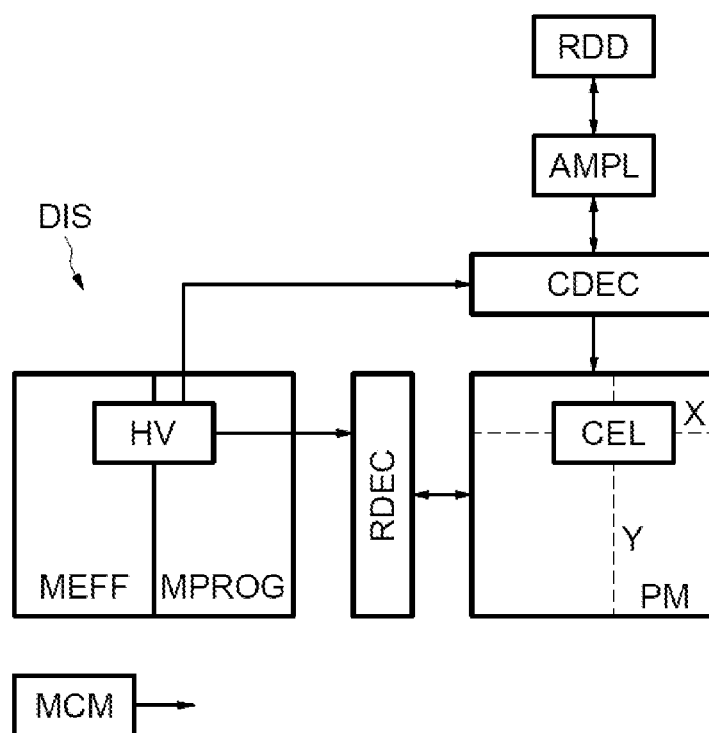 RDD
AMPL
DIS
CDEC
HV
RDEC
CEL
X
Y
MEFF
MPROG
PM
MCM